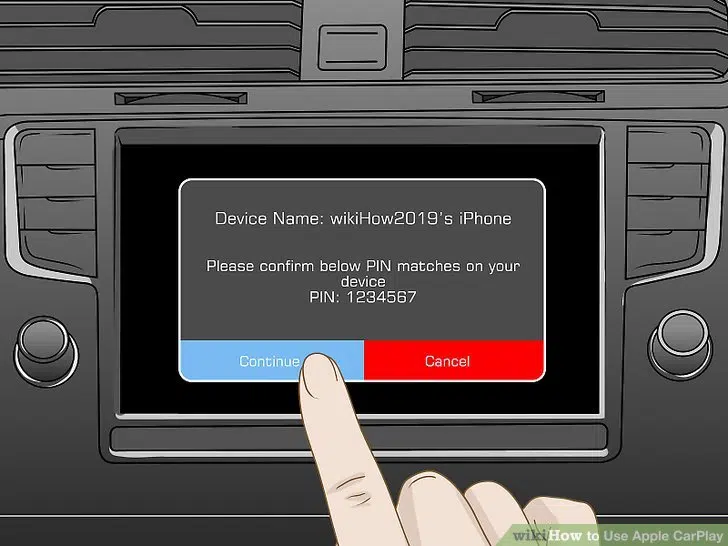 Device Name: wikiHow2019's iPhone
Please confirm below PIN matches on your
device
PIN: 1234567
Continue
Cancel
wikiHow to Use Apple CarPlay